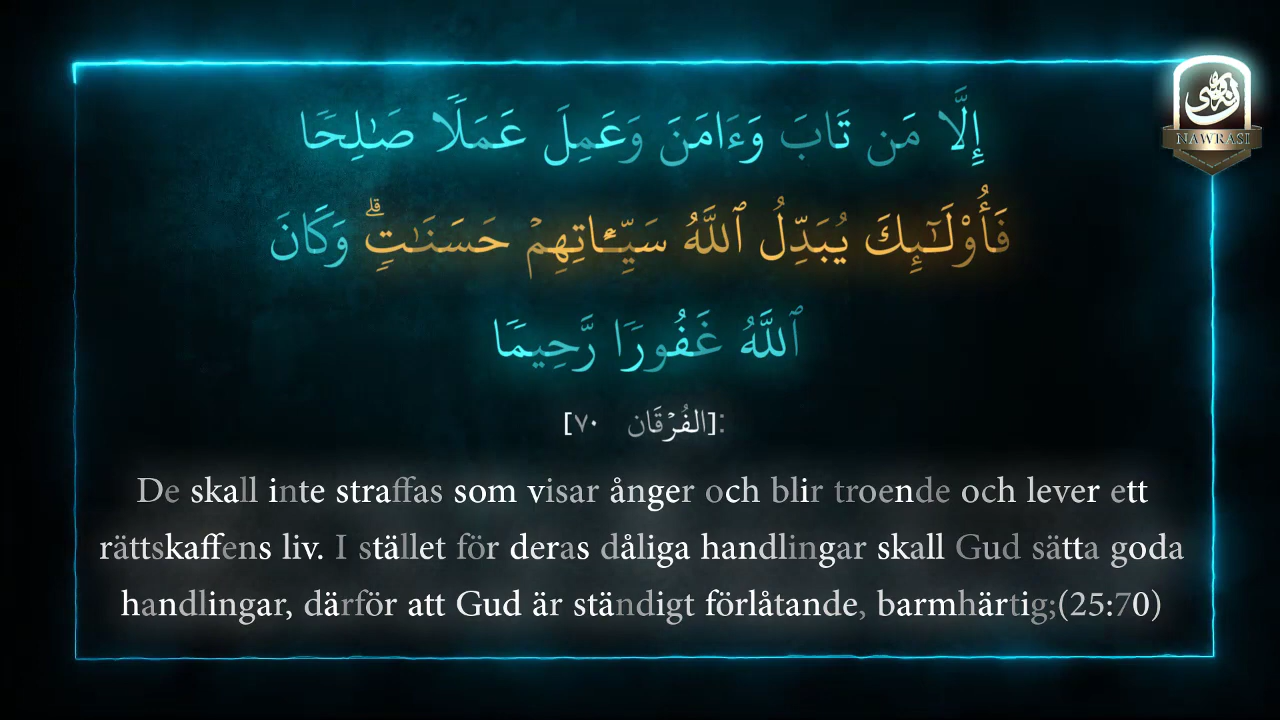 إِلَّا مَن تَابَ وَءَامَنَ وَعَمِلَ عَمَلًا صَـٰلِحًا
فَأُو۟لَـٰٓئِكَ يُبَدِّلُ ٱللَّهُ سَيِّـَٔاتِهِمْ حَسَنَـٰتٍ ۗ وَكَانَ
ٱللَّهُ غَفُورًا رَّحِيمًا
[الفُرْقَان ٧٠]:
De skall inte straffas som visar ånger och blir troende och lever ett
rättskaffens liv. I stället för deras dåliga handlingar skall Gud sätta goda
handlingar, därför att Gud är ständigt förlåtande, barmhärtig;(25:70)
NAWRASI